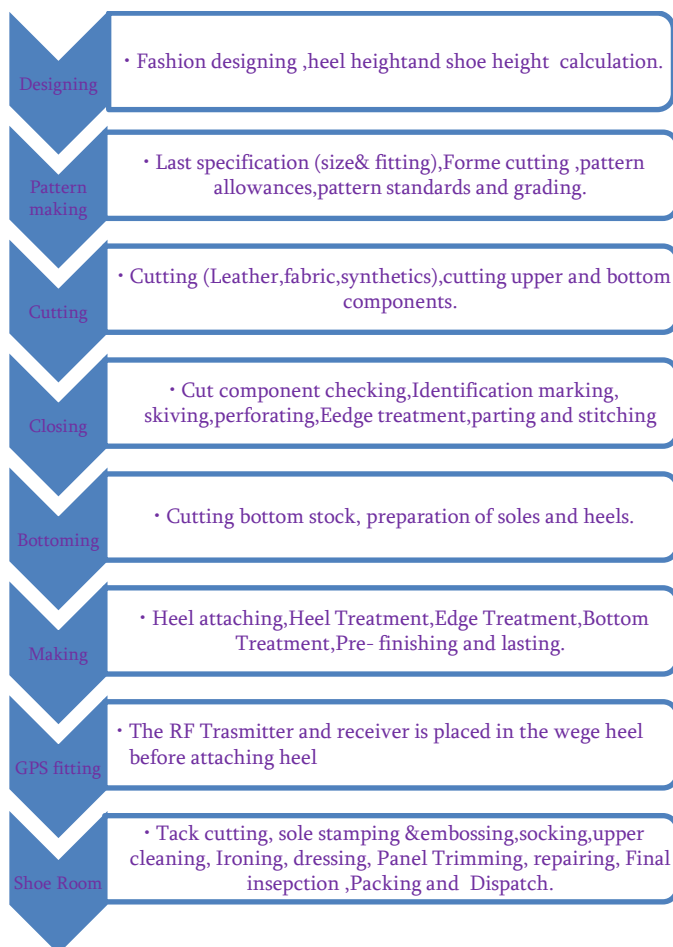 Designing
· Fashion designing ,heel heightand shoe height calculation.
Pattern
making
· Last specification (size& fitting),Forme cutting ,pattern
allowances,pattern standards and grading.
Cutting
· Cutting (Leather,fabric,synthetics),cutting upper and bottom
components.
Closing
· Cut component checking,Identification marking,
skiving,perforating,Eedge treatment,parting and stitching
Bottoming
· Cutting bottom stock, preparation of soles and heels.
Making
· Heel attaching,Heel Treatment,Edge Treatment,Bottom
Treatment,Pre- finishing and lasting.
GPS fitting
· The RF Trasmitter and receiver is placed in the wege heel
before attaching heel
Shoe Room
· Tack cutting, sole stamping &embossing,socking,upper
cleaning, Ironing, dressing, Panel Trimming, repairing, Final
insepction ,Packing and Dispatch.